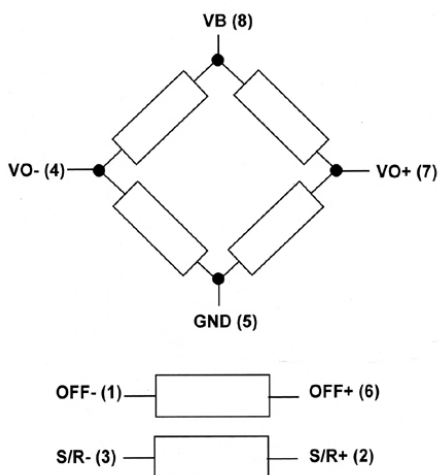 VB (8)
VO- (4)
VO+ (7)
GND (5)
OFF- (1)
OFF+ (6)
S/R- (3)
S/R+ (2)